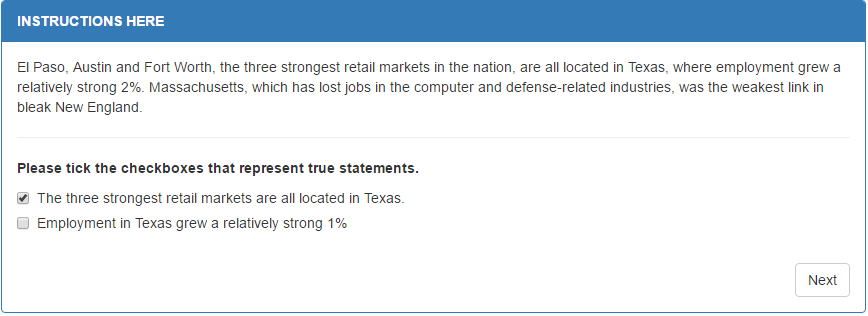 INSTRUCTIONS HERE
El Paso, Austin and Fort Worth, the three strongest retail markets in the nation, are all located in Texas, where employment grew a
relatively strong 2%. Massachusetts, which has lost jobs in the computer and defense-related industries, was the weakest link in
bleak New England.
Please tick the checkboxes that represent true statements.
The three strongest retail markets are all located in Texas.
Employment in Texas grew a relatively strong 1%
Next